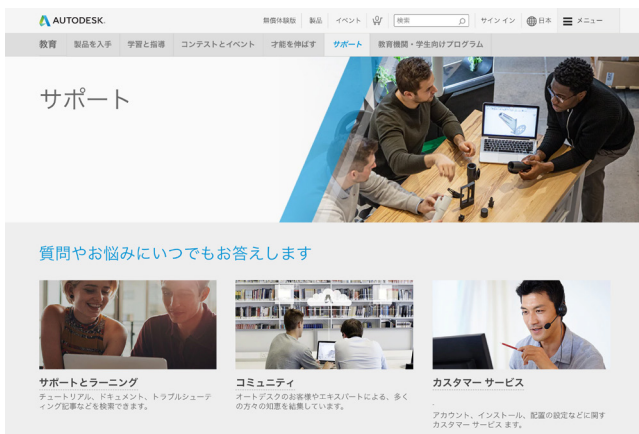 AUTODESK.
無償体験版 製品 イベント 検索 サインイン 日本 メニュー
教育 製品を入手 学習と指導 コンテストとイベント 才能を伸ばす サポート 教育機関・学生向けプログラム
サポート
質問やお悩みにいつでもお答えします
サポートとラーニング
チュートリアル、ドキュメント、トラブルシューテ
ィング記事などを検索できます。
コミュニティ
オートデスクのお客様やエキスパートによる、多く
の方々の知恵を結集しています。
カスタマー サービス
.
アカウント、インストール、配置の設定などに関す
カスタマー サービス ます。